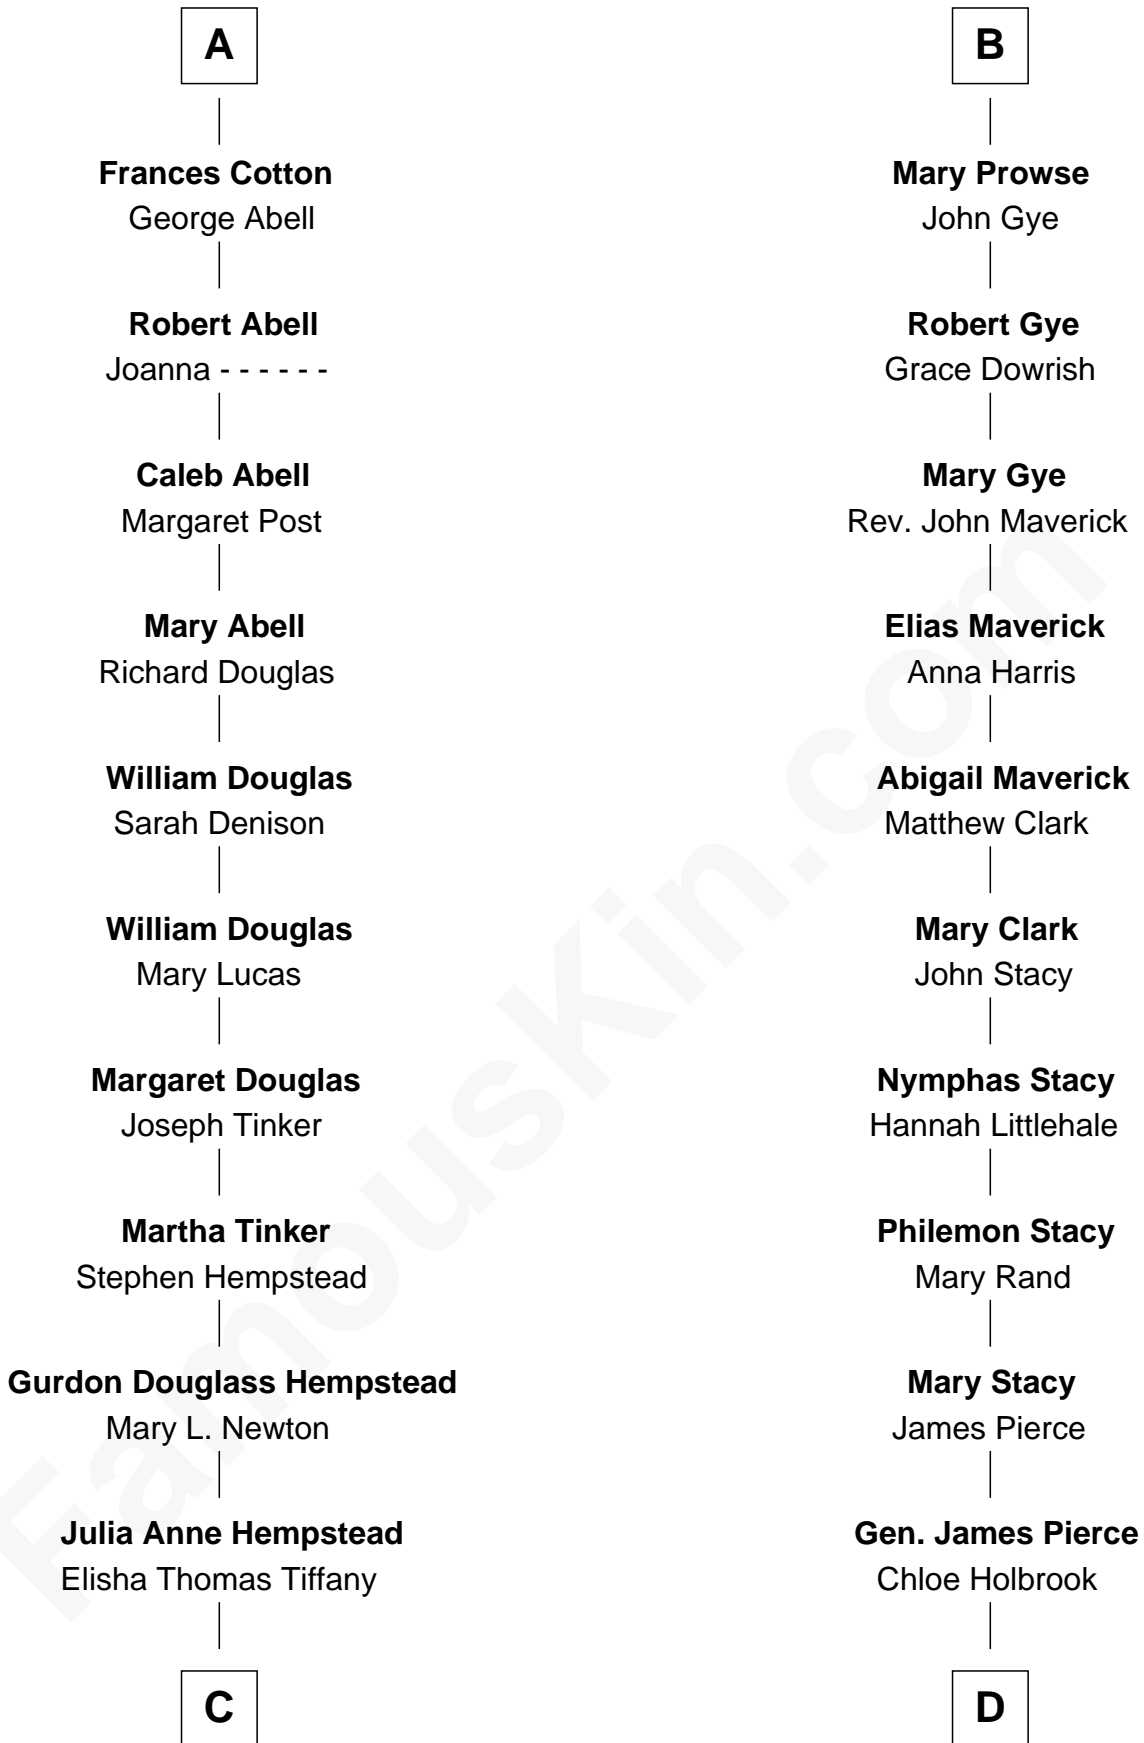 A
Frances Cotton
George Abell
Robert Abell
Joanna - - - - - -
Caleb Abell
Margaret Post
Mary Abell
Richard Douglas
William Douglas
Sarah Denison
William Douglas
Mary Lucas
Margaret Douglas
Joseph Tinker
Martha Tinker
Stephen Hempstead
Gurdon Douglass Hempstead
Mary L. Newton
Julia Anne Hempstead
Elisha Thomas Tiffany
C
B
Mary Prowse
John Gye
Robert Gye
Grace Dowrish
Mary Gye
Rev. John Maverick
Elias Maverick
Anna Harris
Abigail Maverick
Matthew Clark
Mary Clark
John Stacy
Nymphas Stacy
Hannah Littlehale
Philemon Stacy
Mary Rand
Mary Stacy
James Pierce
Gen. James Pierce
Chloe Holbrook
D
FamousKin.com